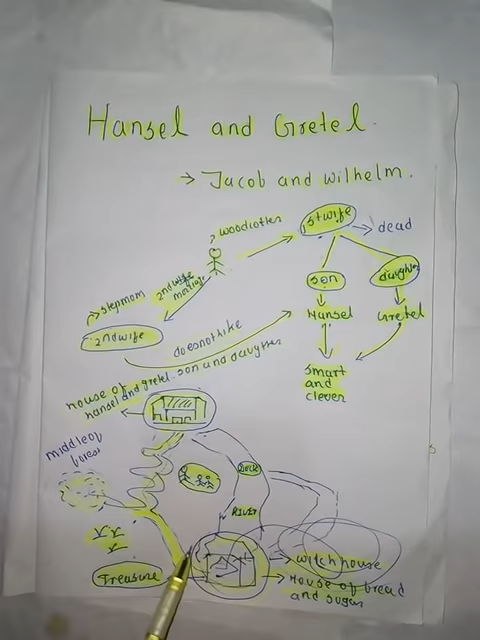 Hansel and Gretel.
→ Jacob and Wilhelm.
1stwife
→ dead
woodcutter
son
daughter
2ndwife
marriage
stepmom
2ndwife
Hansel
Gretel
doesnotlike
son and daughter
smart
and
clever
house of
hansel and gretel.
middle of
forest
Duck
River
witch house
House of bread
and sugar
Treasure